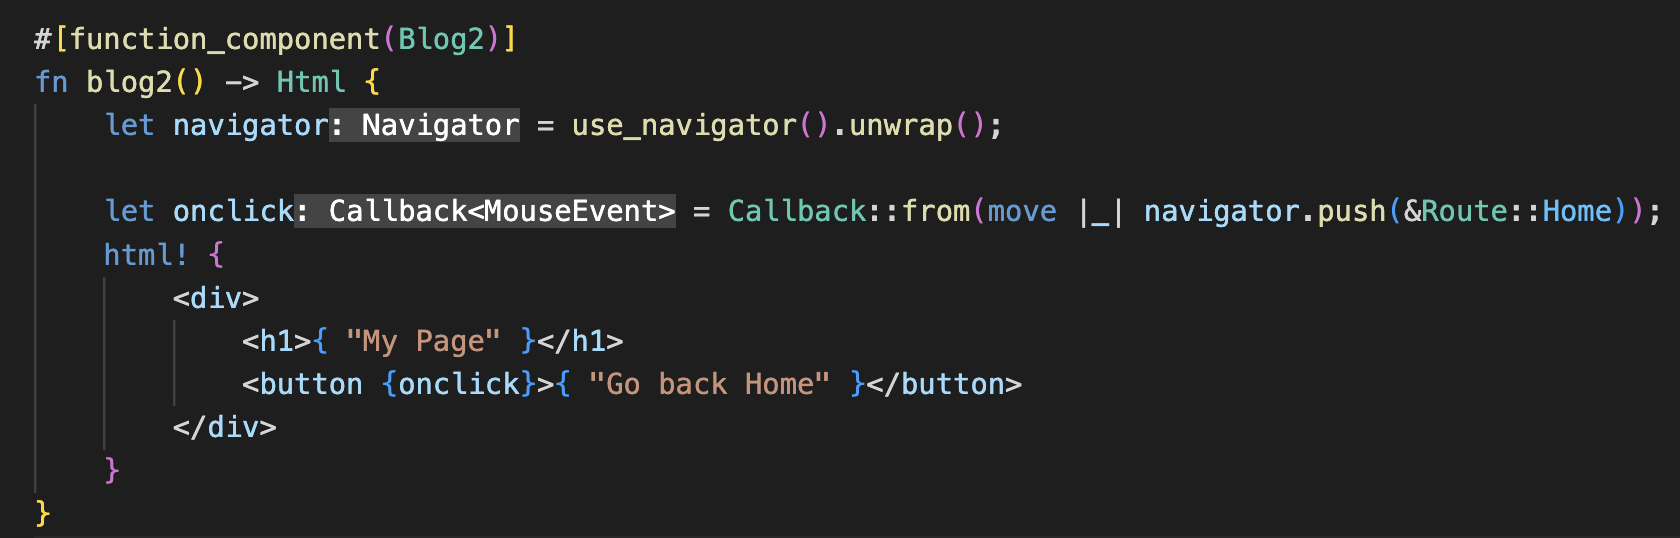 #[function_component(Blog2)]
fn blog2() -> Html {
    let navigator: Navigator = use_navigator().unwrap();

    let onclick: Callback<MouseEvent> = Callback::from(move |_| navigator.push(&Route::Home));
    html! {
        <div>
            <h1>{ "My Page" }</h1>
            <button {onclick}>{ "Go back Home" }</button>
        </div>
    }
}